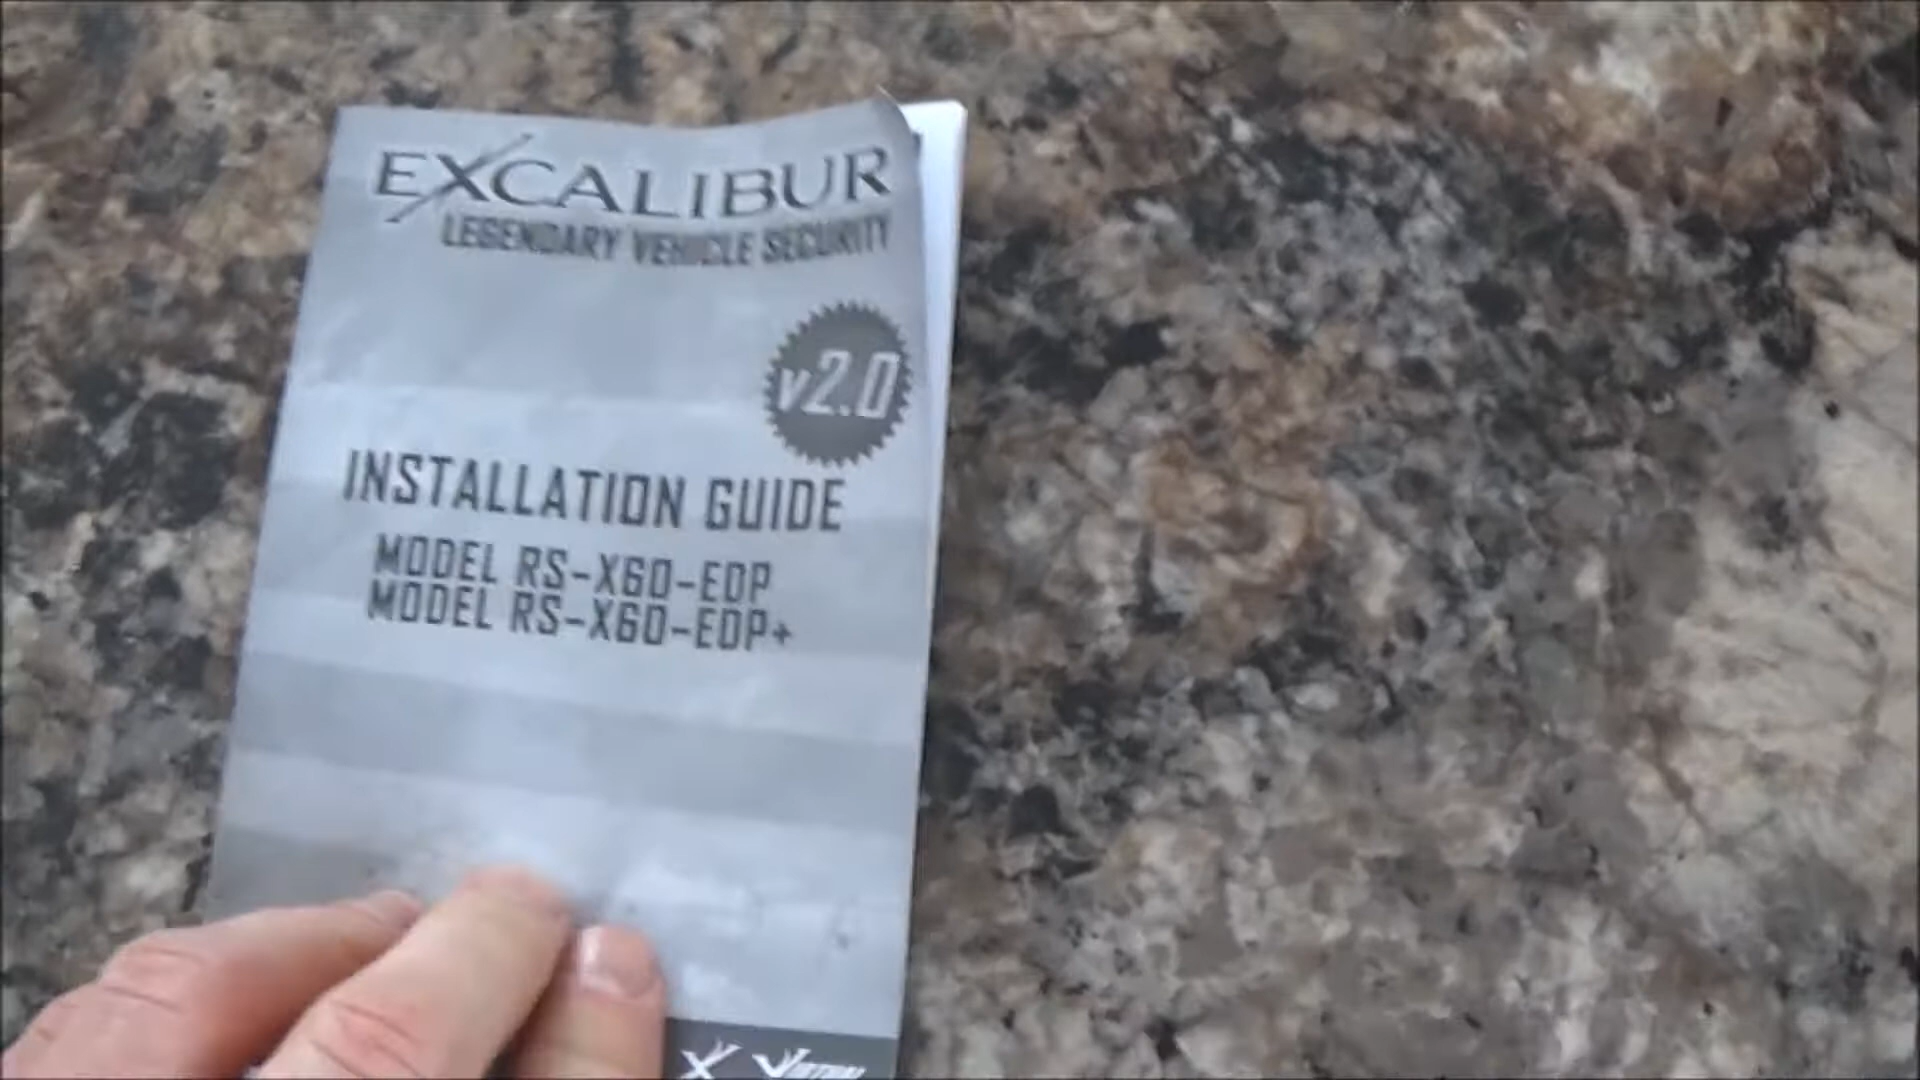 EXCALIBUR
LEGENDARY VEHICLE SECURITY
v2.0
INSTALLATION GUIDE
MODEL RS-X60-EDP
MODEL RS-X60-EDP+